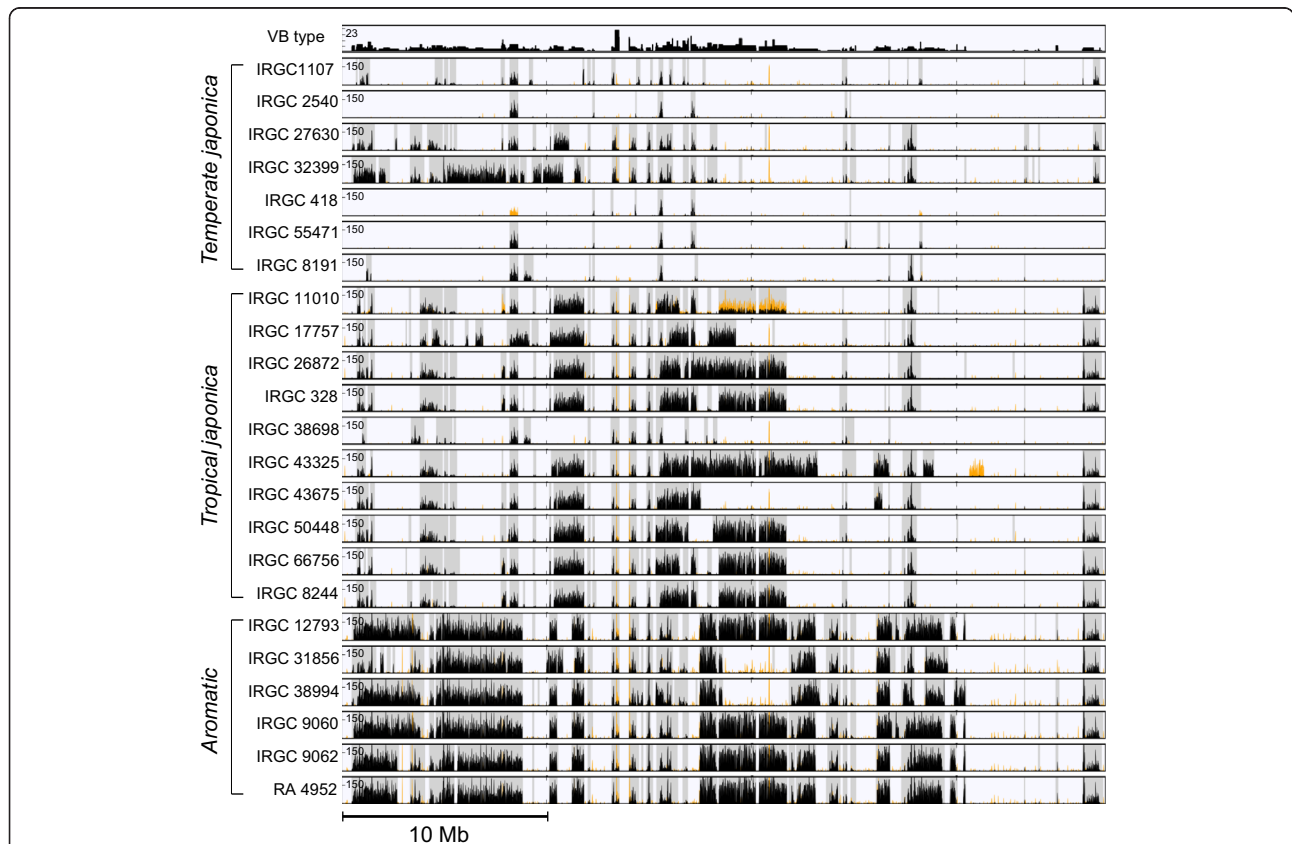 VB type 23
Temperate japonica
IRGC1107 150
IRGC 2540 150
IRGC 27630 150
IRGC 32399 150
IRGC 418 150
IRGC 55471 150
IRGC 8191 150
Tropical japonica
IRGC 11010 150
IRGC 17757 150
IRGC 26872 150
IRGC 328 150
IRGC 38698 150
IRGC 43325 150
IRGC 43675 150
IRGC 50448 150
IRGC 66756 150
IRGC 8244 150
Aromatic
IRGC 12793 150
IRGC 31856 150
IRGC 38994 150
IRGC 9060 150
IRGC 9062 150
RA 4952 150
10 Mb